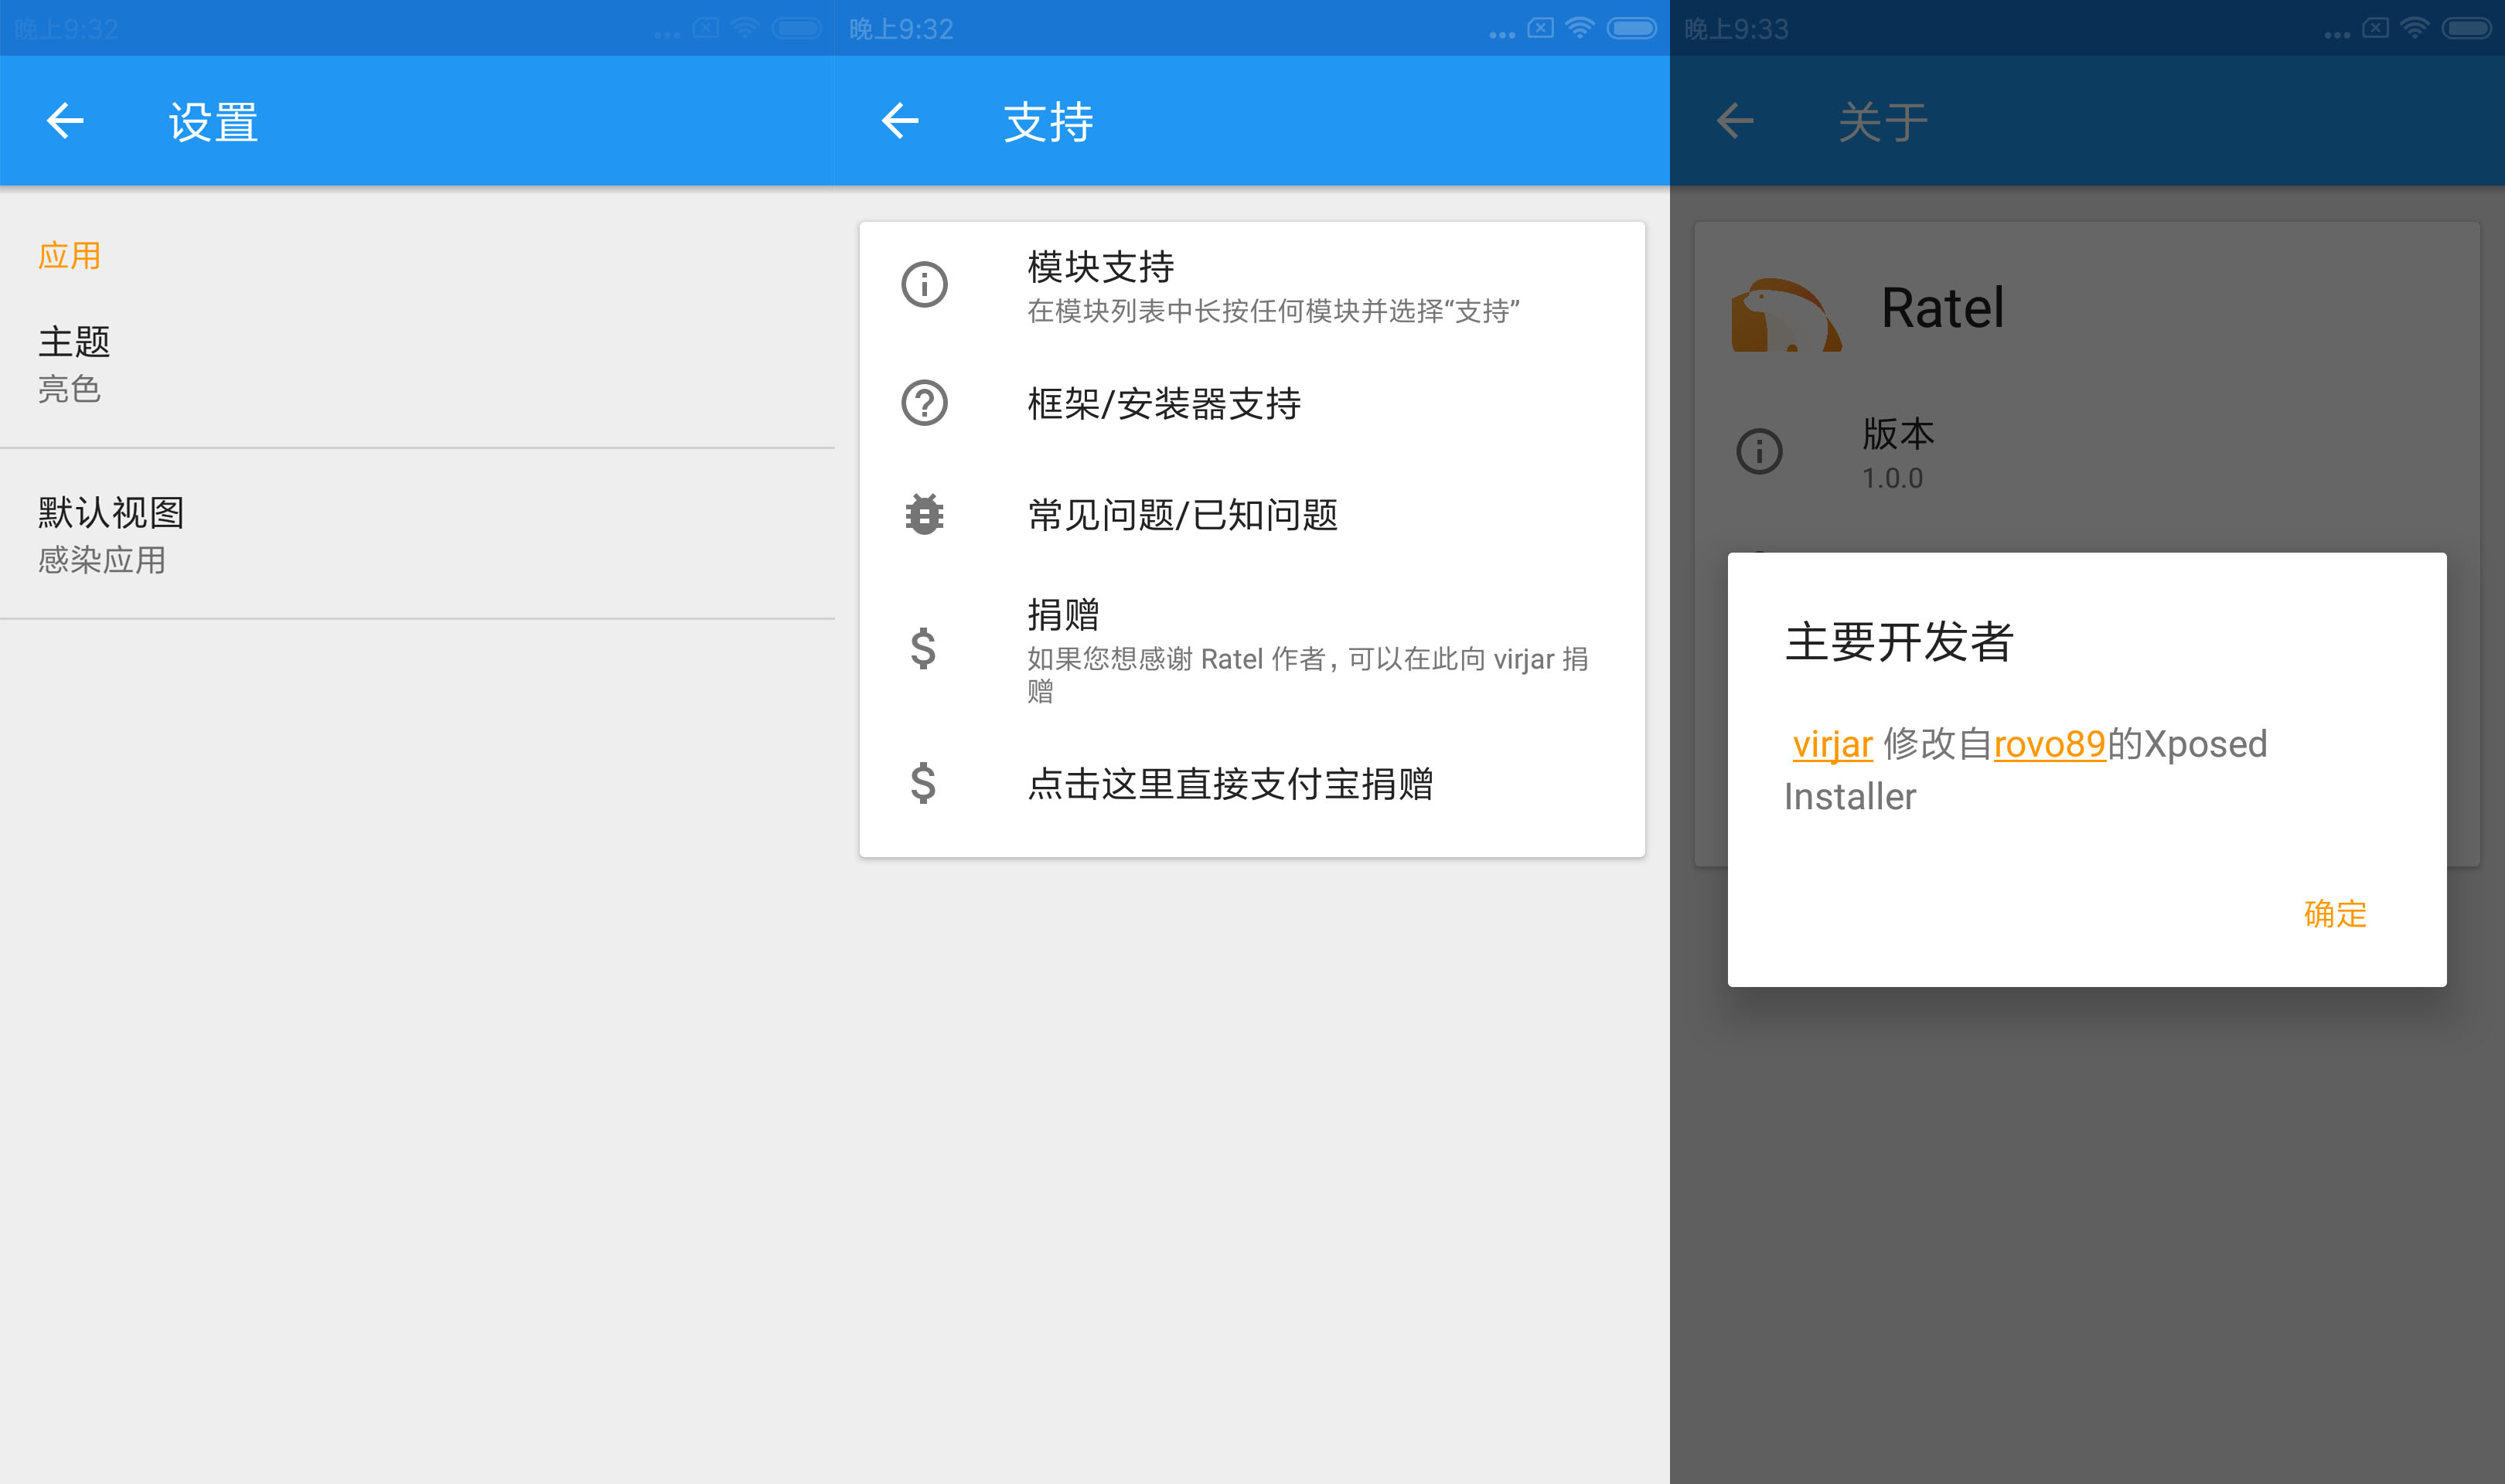 晚上9:32
设置
应用
主题
亮色
默认视图
感染应用
晚上9:32
支持
模块支持
在模块列表中长按任何模块并选择“支持”
框架/安装器支持
常见问题/已知问题
捐赠
如果您想感谢 Ratel 作者，可以在此向 virjar 捐
赠
点击这里直接支付宝捐赠
晚上9:33
关于
Ratel
版本
1.0.0
主要开发者
virjar 修改自rovo89的Xposed
Installer
确定